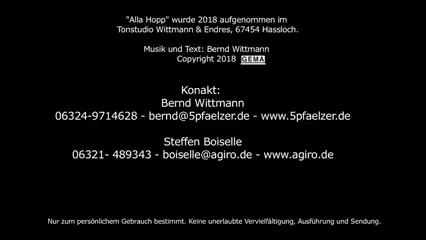 "Alla Hopp" wurde 2018 aufgenommen im
Tonstudio Wittmann & Endres, 67454 Hassloch.
Musik und Text: Bernd Wittmann
Copyright 2018 GEMA
Konakt:
Bernd Wittmann
06324-9714628 - bernd@5pfaelzer.de - www.5pfaelzer.de
Steffen Boiselle
06321- 489343 - boiselle@agiro.de - www.agiro.de
Nur zum persönlichem Gebrauch bestimmt. Keine unerlaubte Vervielfältigung, Ausführung und Sendung.